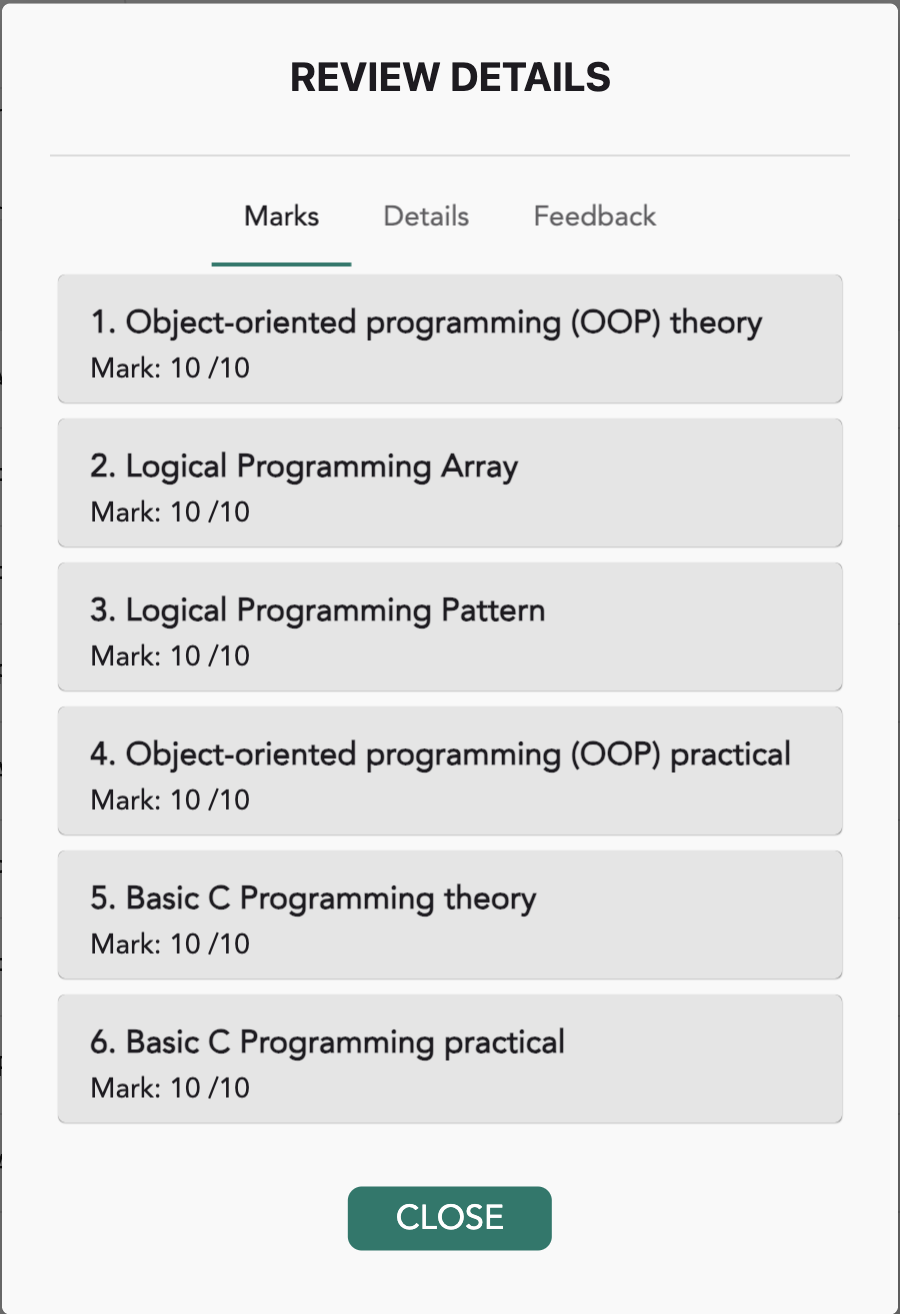 REVIEW DETAILS
Marks Details Feedback
1. Object-oriented programming (OOP) theory
Mark: 10 /10
2. Logical Programming Array
Mark: 10 /10
3. Logical Programming Pattern
Mark: 10 /10
4. Object-oriented programming (OOP) practical
Mark: 10 /10
5. Basic C Programming theory
Mark: 10 /10
6. Basic C Programming practical
Mark: 10 /10
CLOSE